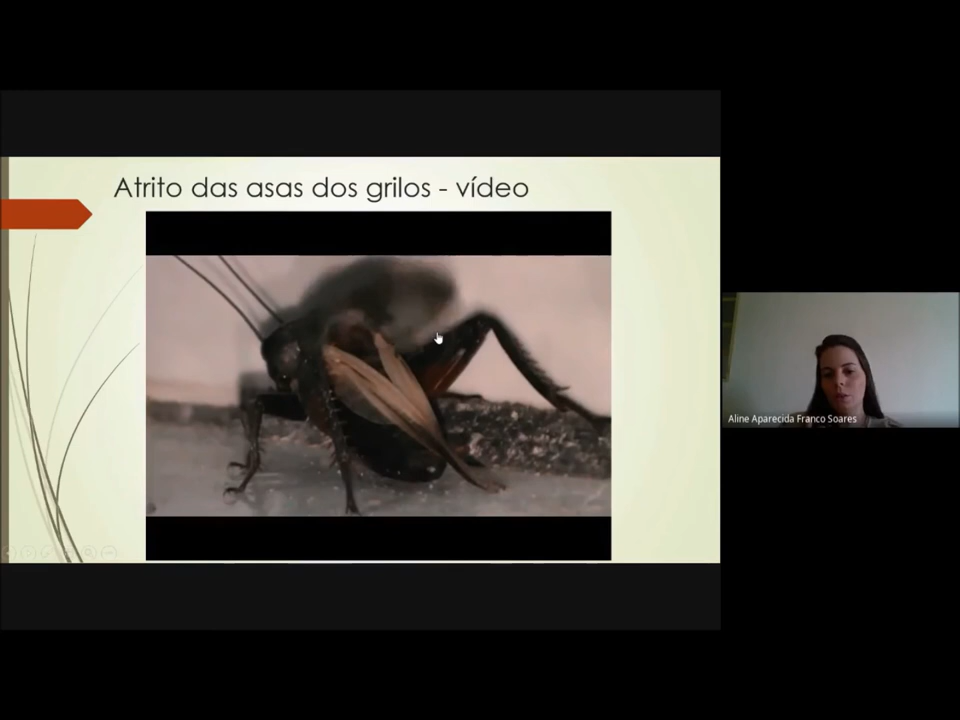 Atrito das asas dos grilos - vídeo
Aline Aparecida Franco Soares